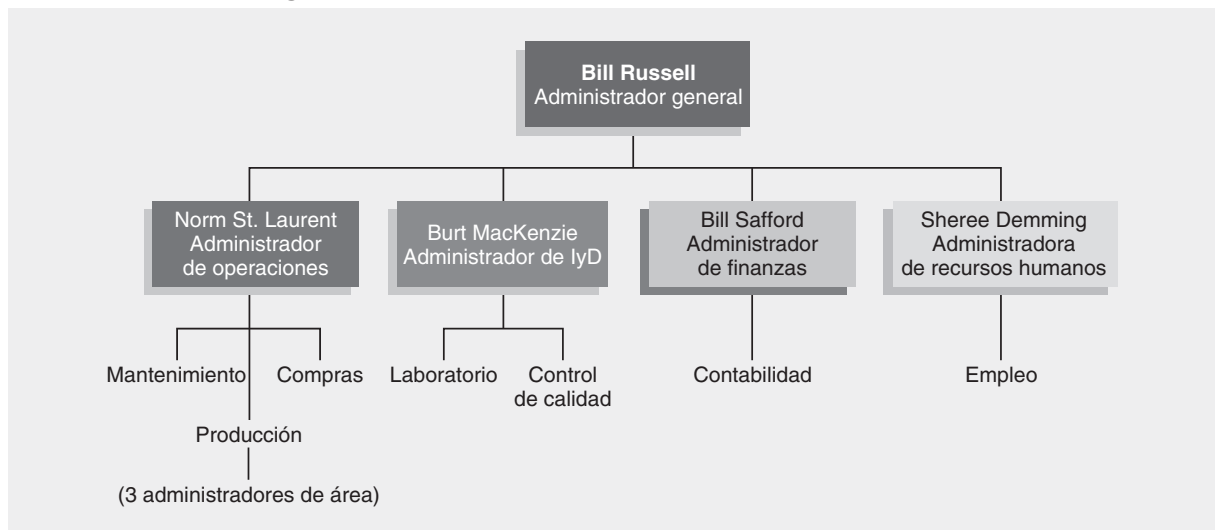 Bill Russell
Administrador general
Norm St. Laurent
Administrador
de operaciones
Burt MacKenzie
Administrador de IyD
Bill Safford
Administrador
de finanzas
Sheree Demming
Administradora
de recursos humanos
Mantenimiento
Compras
Laboratorio
Control
de calidad
Contabilidad
Empleo
Producción
(3 administradores de área)